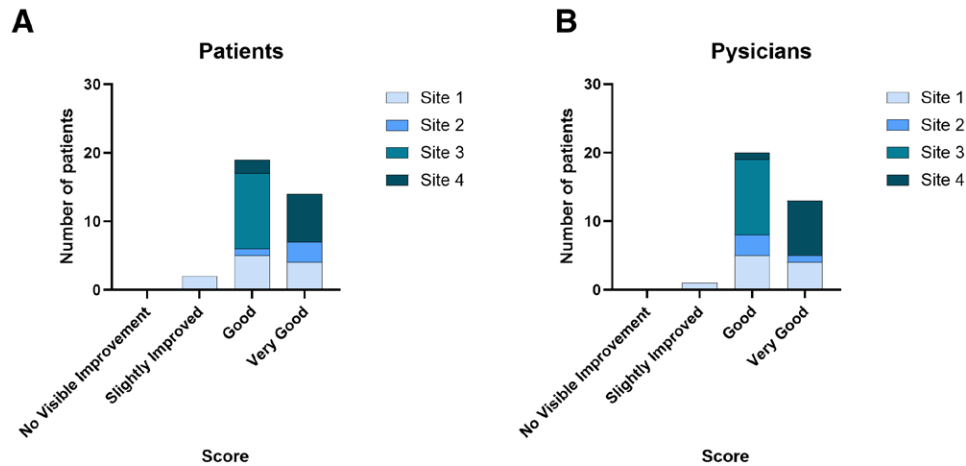 A
Patients
30
20
10
0
Number of patients
No Visible Improvement
Slightly Improved
Good
Very Good
Score
Site 1
Site 2
Site 3
Site 4
B
Pysicians
30
20
10
0
Number of patients
No Visible Improvement
Slightly Improved
Good
Very Good
Score
Site 1
Site 2
Site 3
Site 4